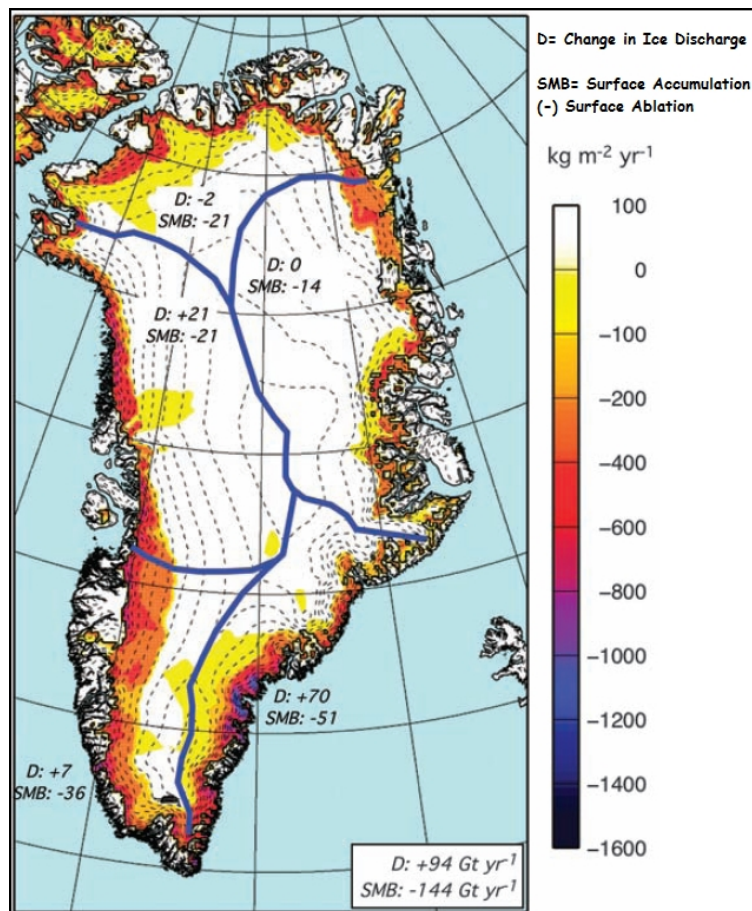 D= Change in Ice Discharge
SMB= Surface Accumulation
(-) Surface Ablation
kg m⁻² yr⁻¹
100
0
−100
−200
−400
−600
−800
−1000
−1200
−1400
−1600
D: -2
SMB: -21
D: 0
SMB: -14
D: +21
SMB: -21
D: +70
SMB: -51
D: +7
SMB: -36
D: +94 Gt yr⁻¹
SMB: -144 Gt yr⁻¹